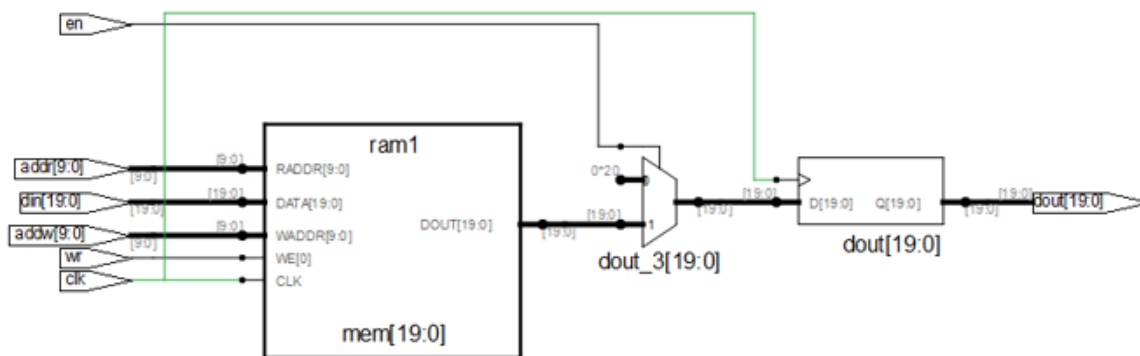 en
ram1
addr[9:0]
[9:0]
[9:0]
RADDR[9:0]
0*20
0
din[19:0]
[19:0]
[19:0]
DATA[19:0]
[19:0]
[19:0]
D[19:0]
Q[19:0]
[19:0]
[19:0]
dout[19:0]
addw[9:0]
[9:0]
[9:0]
WADDR[9:0]
DOUT[19:0]
[19:0]
[19:0]
1
wr
WE[0]
dout_3[19:0]
dout[19:0]
clk
CLK
mem[19:0]